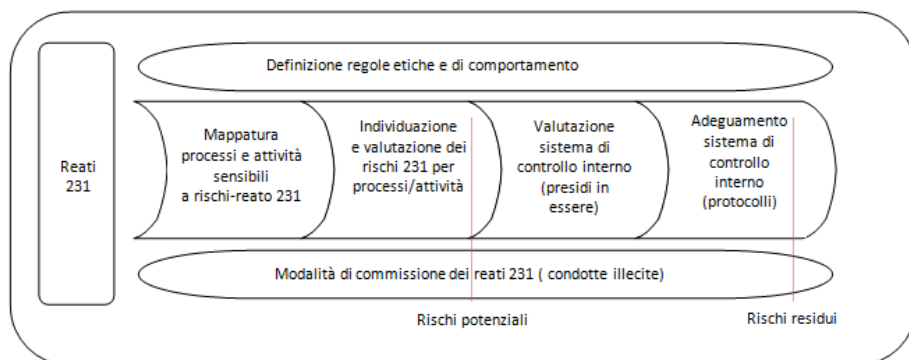 Definizione regole etiche e di comportamento
Reati
231
Mappatura
processi e attività
sensibili
a rischi-reato 231
Individuazione
e valutazione dei
rischi 231 per
processi/attività
Valutazione
sistema di
controllo interno
(presidi in
essere)
Adeguamento
sistema di
controllo
interno
(protocolli)
Modalità di commissione dei reati 231 ( condotte illecite)
Rischi potenziali
Rischi residui